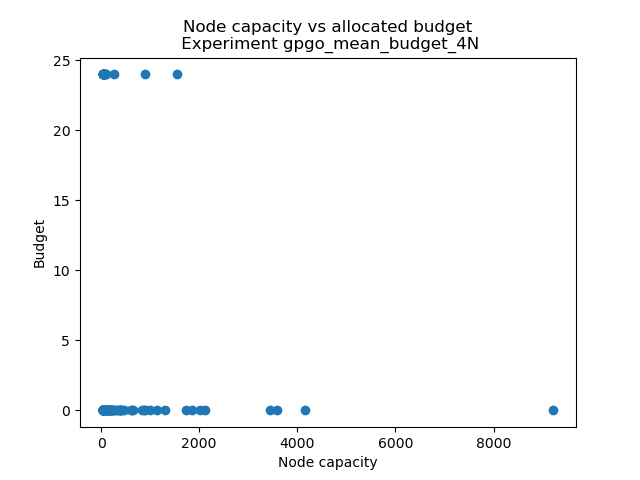 Node capacity vs allocated budget
Experiment gpgo_mean_budget_4N
25
20
15
10
5
0
Budget
0 2000 4000 6000 8000
Node capacity